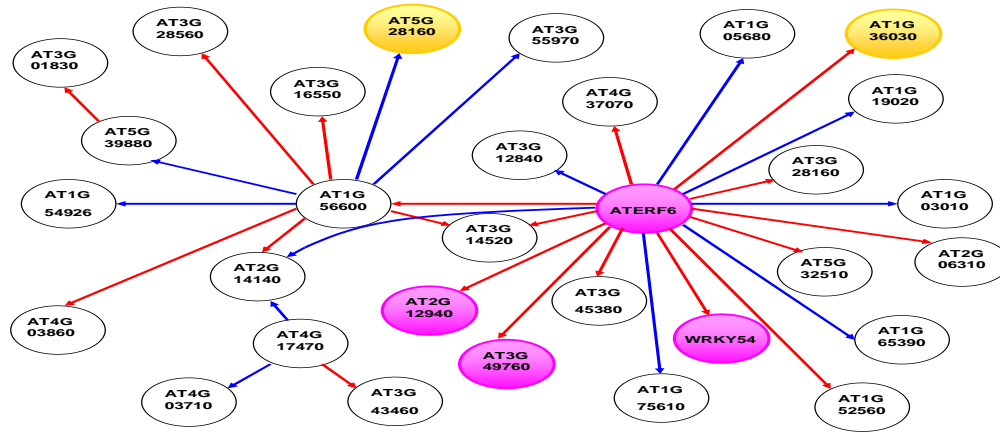 AT3G
28560
AT5G
28160
AT3G
55970
AT1G
05680
AT1G
36030
AT3G
01830
AT3G
16550
AT4G
37070
AT1G
19020
AT5G
39880
AT3G
12840
AT3G
28160
AT1G
54926
AT1G
56600
ATERF6
AT1G
03010
AT3G
14520
AT2G
06310
AT2G
14140
AT5G
32510
AT2G
12940
AT3G
45380
AT4G
03860
AT4G
17470
WRKY54
AT1G
65390
AT3G
49760
AT4G
03710
AT3G
43460
AT1G
75610
AT1G
52560